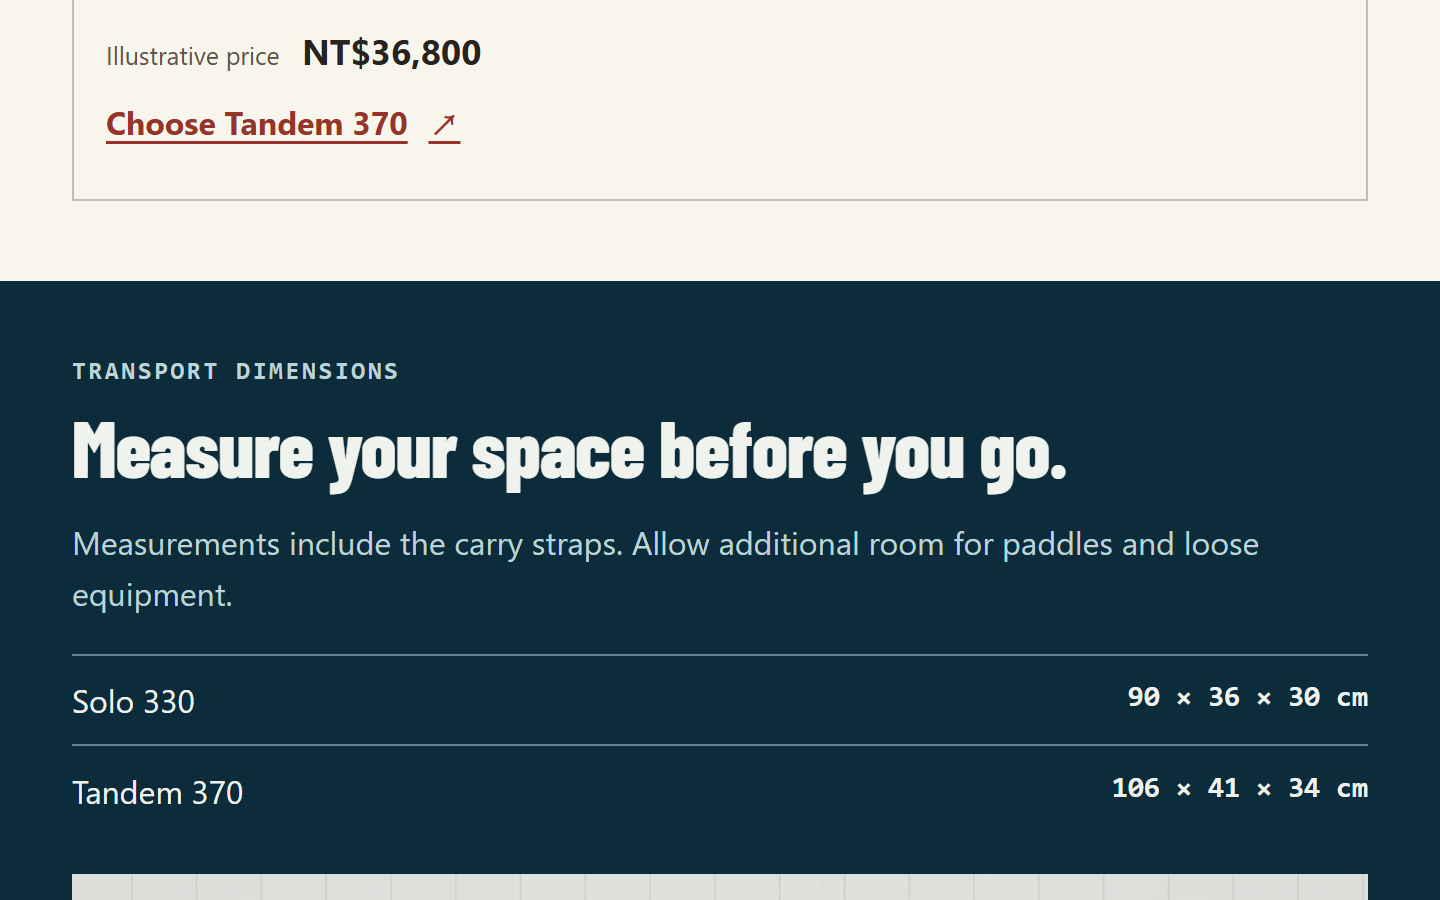 Illustrative price NT$36,800
Choose Tandem 370 ↗
TRANSPORT DIMENSIONS
Measure your space before you go.
Measurements include the carry straps. Allow additional room for paddles and loose
equipment.
Solo 330 90 × 36 × 30 cm
Tandem 370 106 × 41 × 34 cm